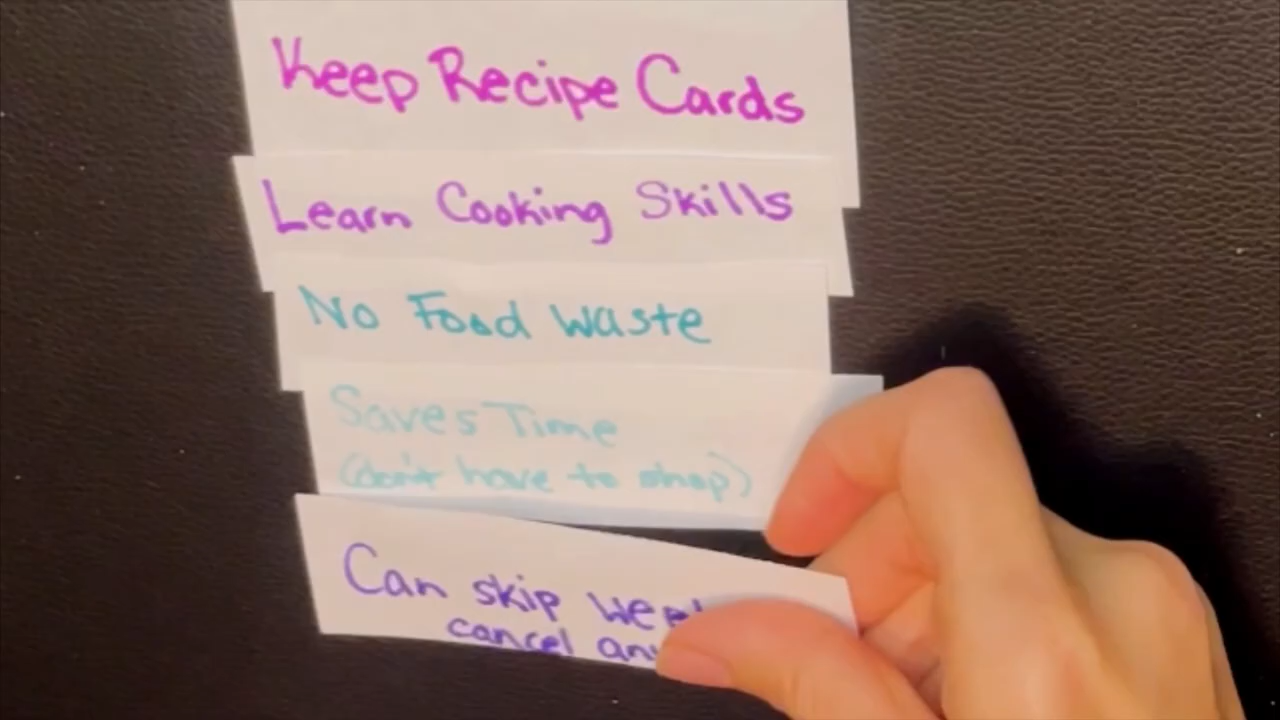 Keep Recipe Cards
Learn Cooking Skills
No Food Waste
Saves Time
(don't have to shop)
Can skip
cancel